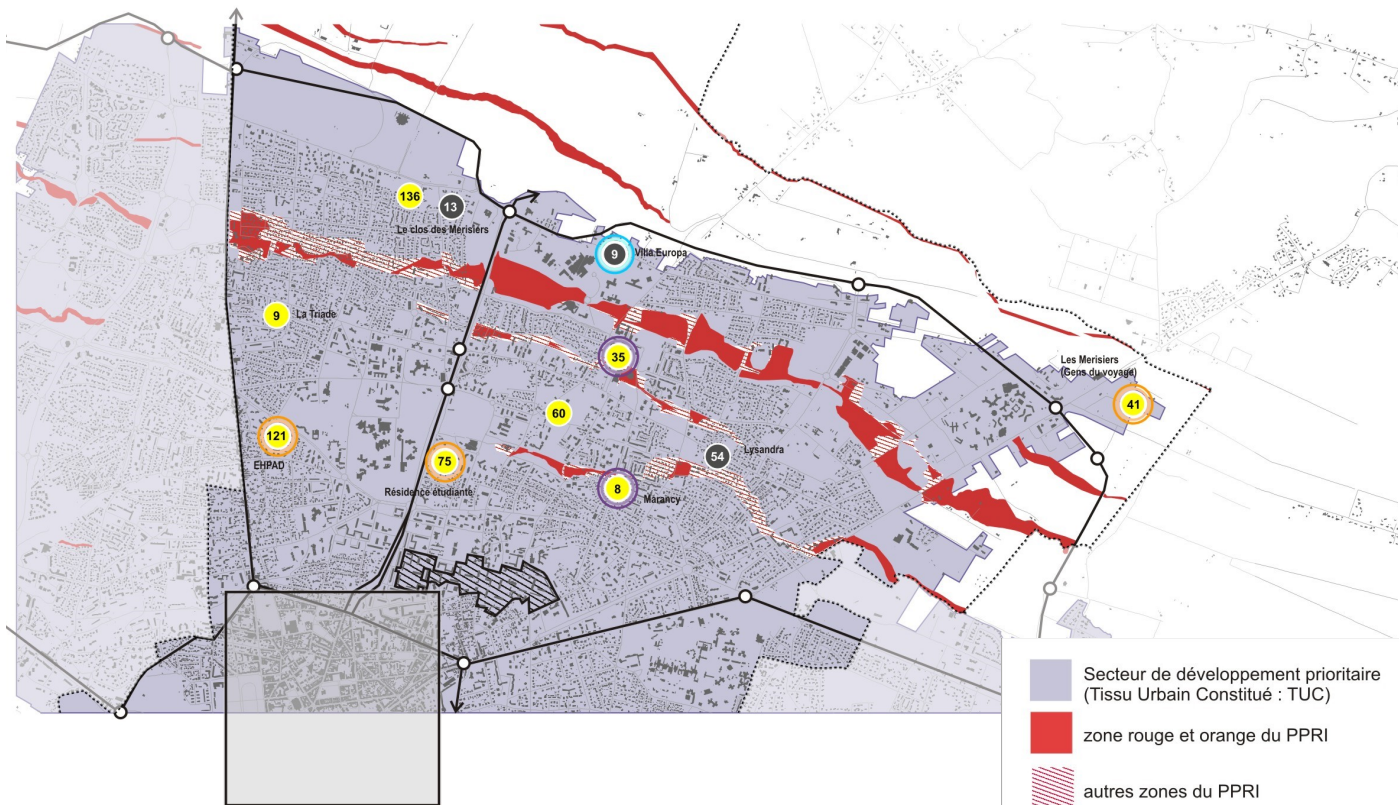 136
13
Le clos des Merisiers
9
Villa Europa
9
La Triade
35
Les Merisiers
(Gens du voyage)
41
60
121
EHPAD
75
Résidence étudiante
54
Lysandra
8
Marancy
Secteur de développement prioritaire
(Tissu Urbain Constitué : TUC)
zone rouge et orange du PPRI
autres zones du PPRI